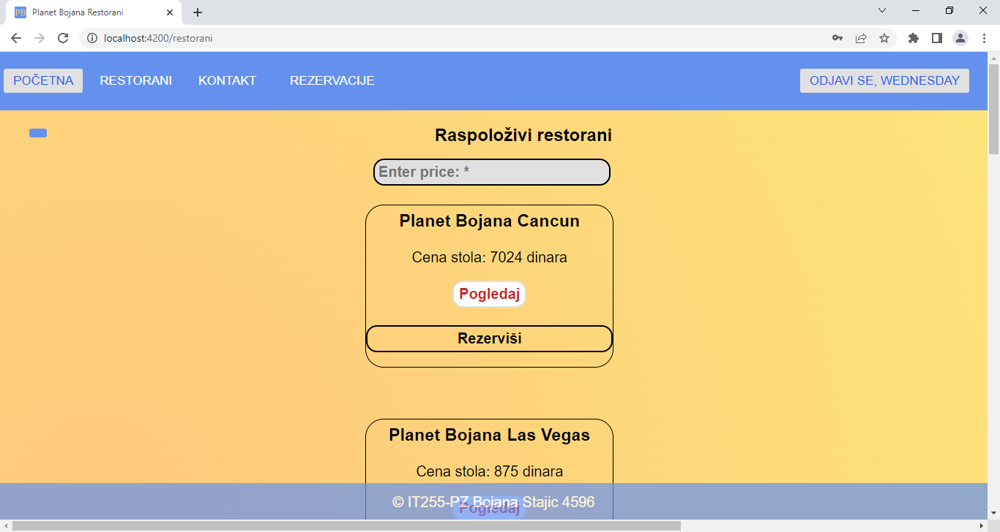 PB Planet Bojana Restorani
localhost:4200/restorani
POČETNA RESTORANI KONTAKT REZERVACIJE ODJAVI SE, WEDNESDAY
Raspoloživi restorani
Enter price: *
Planet Bojana Cancun
Cena stola: 7024 dinara
Pogledaj
Rezerviši
Planet Bojana Las Vegas
Cena stola: 875 dinara
© IT255-PZ Bojana Stajic 4596
Pogledaj